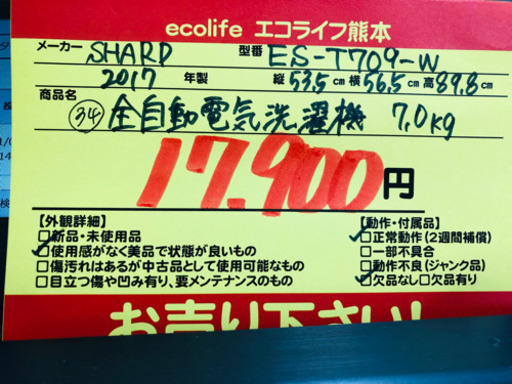 ecolife エコライフ熊本
メーカー SHARP 型番 ES-T709-W
2017 年製 縦 53.5 cm 横 56.5 cm 高 89.8 cm
商品名
㉞ 全自動電気洗濯機 7.0kg
17.900円
【外観詳細】
□新品・未使用品
☑使用感がなく美品で状態が良いもの
□傷汚れはあるが中古品として使用可能なもの
□目立つ傷や凹み有り、要メンテナンスのもの
【動作・付属品】
☑正常動作(2週間補償)
□一部不具合
□動作不良(ジャンク品)
☑欠品なし□欠品有り
お売り下さい!